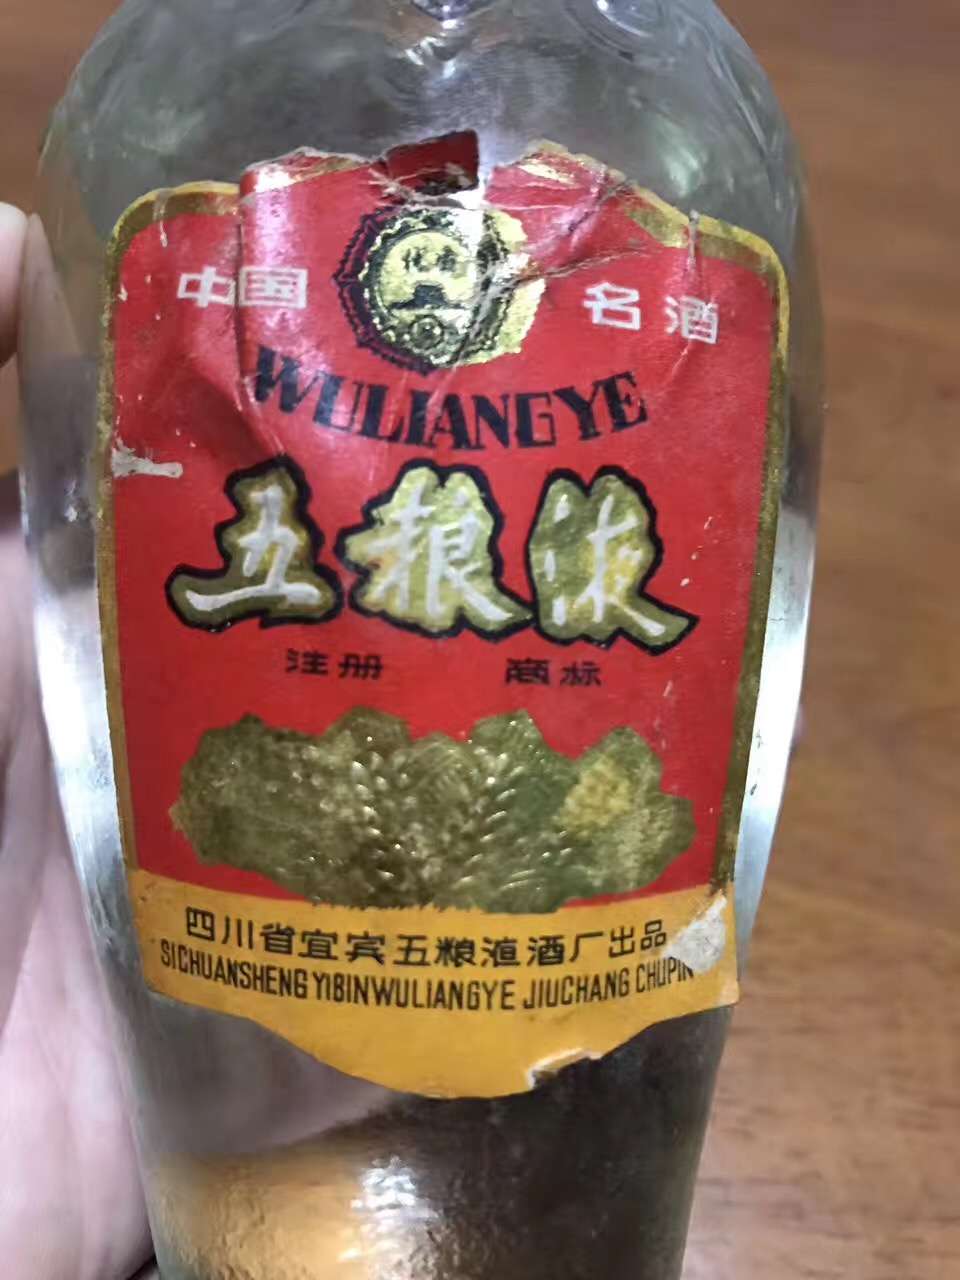 中国 名酒
WULIANGYE
五粮液
注册 商标
四川省宜宾五粮液酒厂出品
SICHUANSHENG YIBINWULIANGYE JIUCHANG CHUPIN